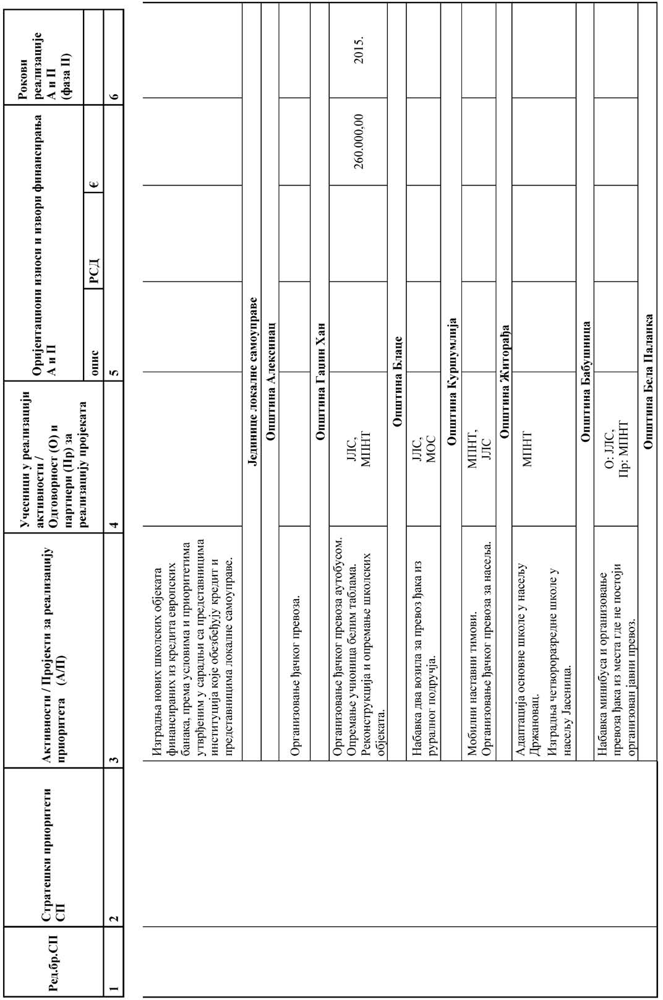 Ред.бр.СП
Стратешки приоритети
СП
Активности / Пројекти за реализацију
приоритета (А/П)
Учесници у реализацији
активности /
Одговорност (О) и
партнери (Пр) за
реализацију пројеката
Оријентациони износи и извори финансирања
А и П
опис
РСД
€
Рокови
реализације
А и П
(фаза II)
1
2
3
4
5
6
Изградња нових школских објеката
финансираних из кредита европских
банака, према условима и приоритетима
утврђеним у сарадњи са представницима
институција које обезбеђују кредит и
представницима локалне самоуправе.
Јединице локалне самоуправе
Општина Алексинац
Организовање ђачког превоза.
Општина Гаџин Хан
Организовање ђачког превоза аутобусом.
Опремање учионица белим таблама.
Реконструкција и опремање школских
објеката.
ЈЛС,
МПНТ
260.000,00
2015.
Општина Блаце
Набавка два возила за превоз ђака из
руралног подручја.
ЈЛС,
МОС
Општина Куршумлија
Мобилни наставни тимови.
Организовање ђачког превоза за насеља.
МПНТ,
ЈЛС
Општина Житорађа
Адаптација основне школе у насељу
Држановац.
Изградња четвороразредне школе у
насељу Јасеница.
МПНТ
Општина Бабушница
Набавка минибуса и организовање
превоза ђака из места где не постоји
организован јавни превоз.
О: ЈЛС,
Пр: МПНТ
Општина Бела Паланка